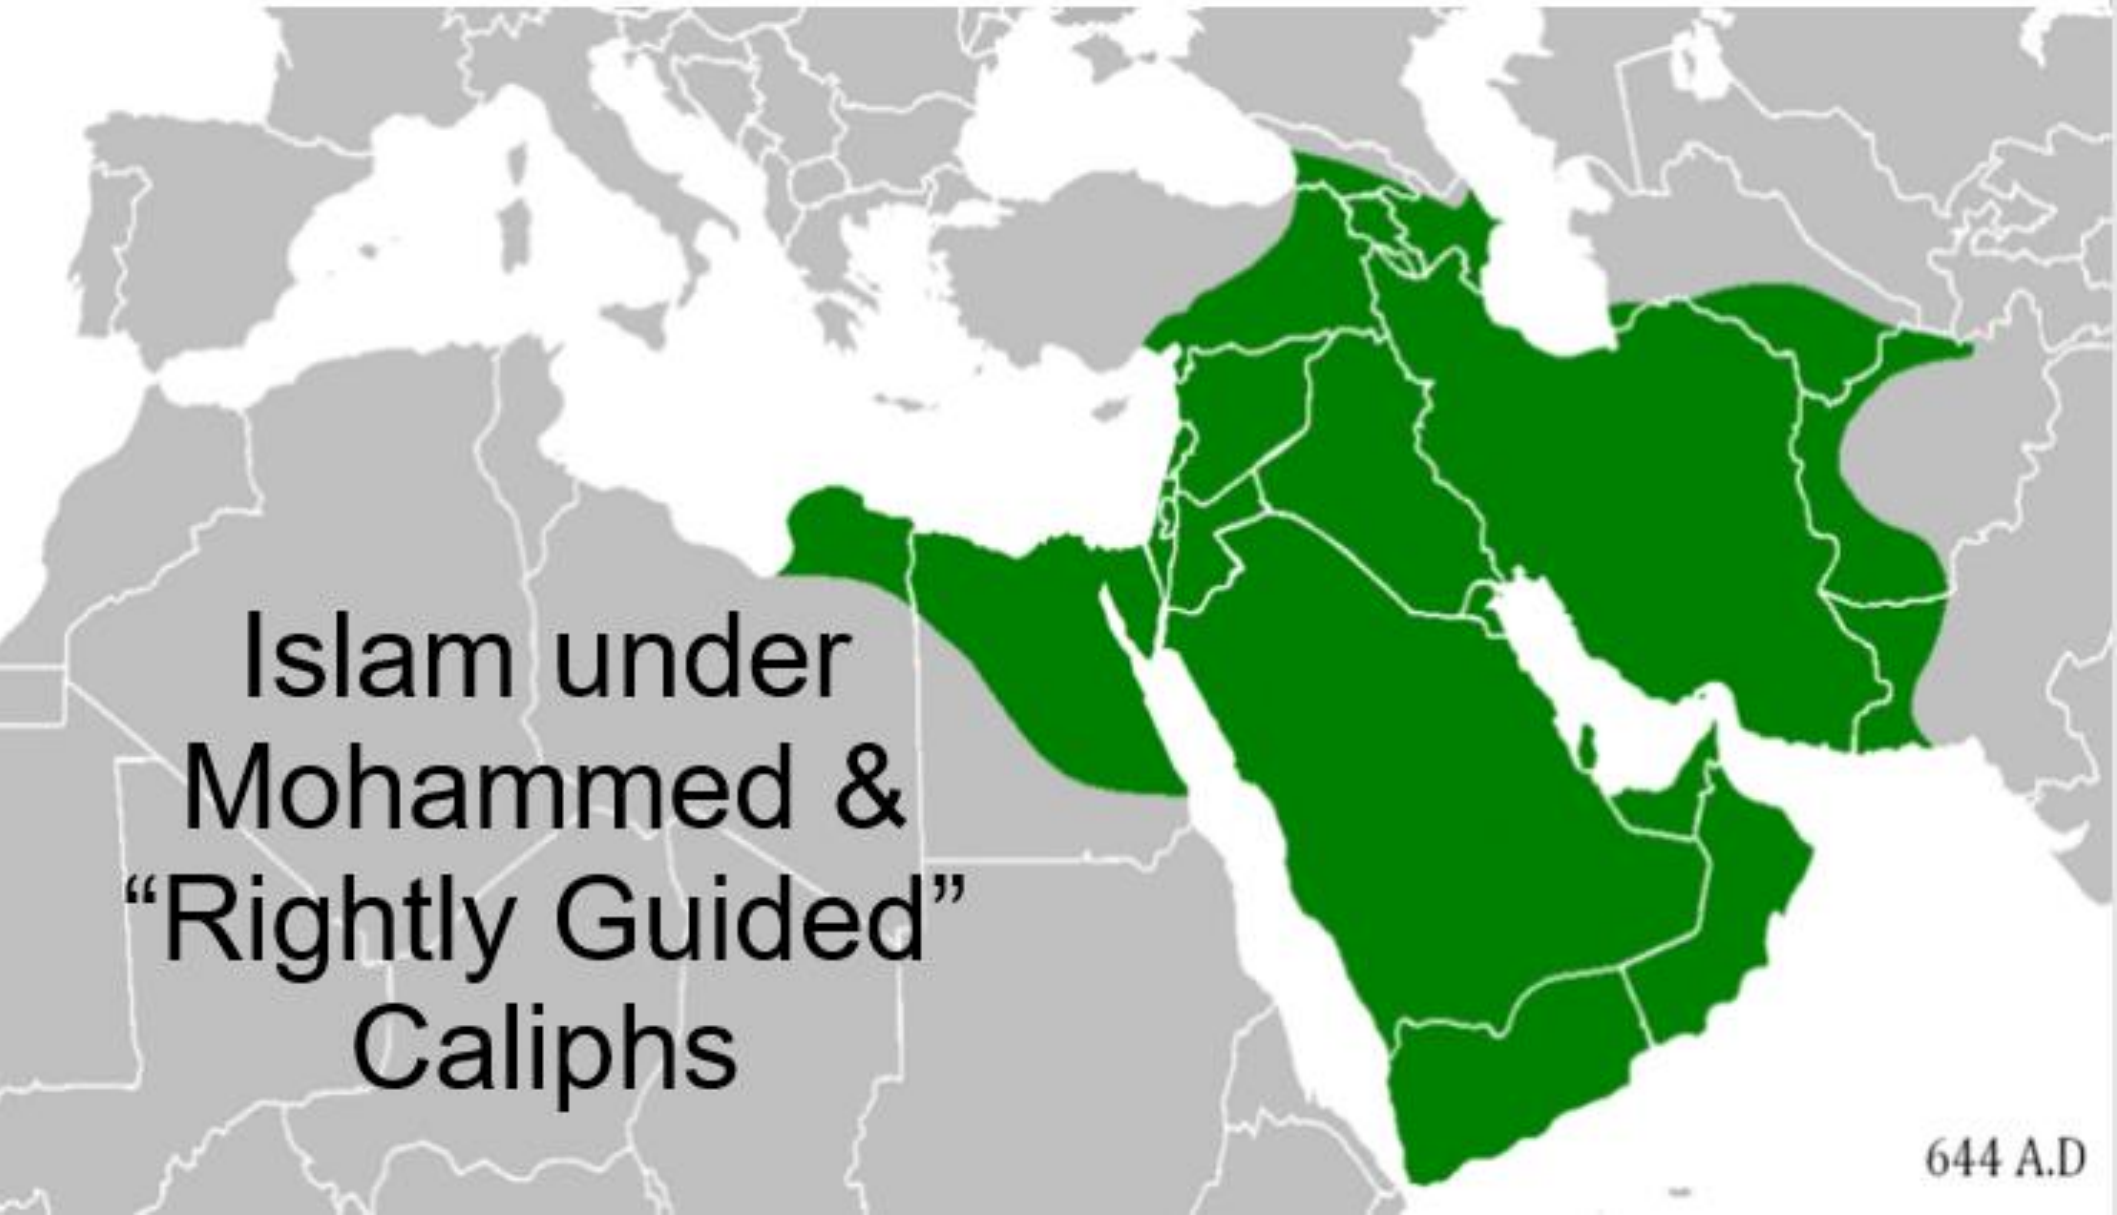 Islam under
Mohammed &
“Rightly Guided”
Caliphs
644 A.D